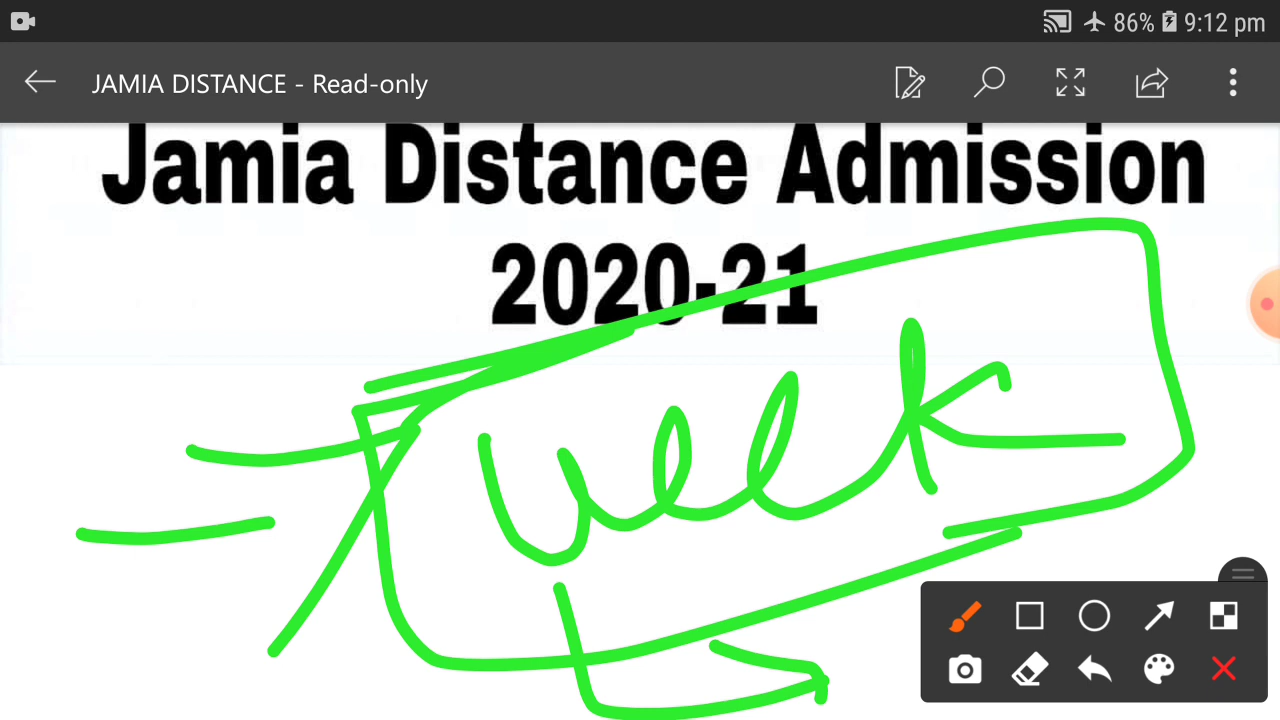 86% 9:12 pm
JAMIA DISTANCE - Read-only
Jamia Distance Admission
2020-21
week